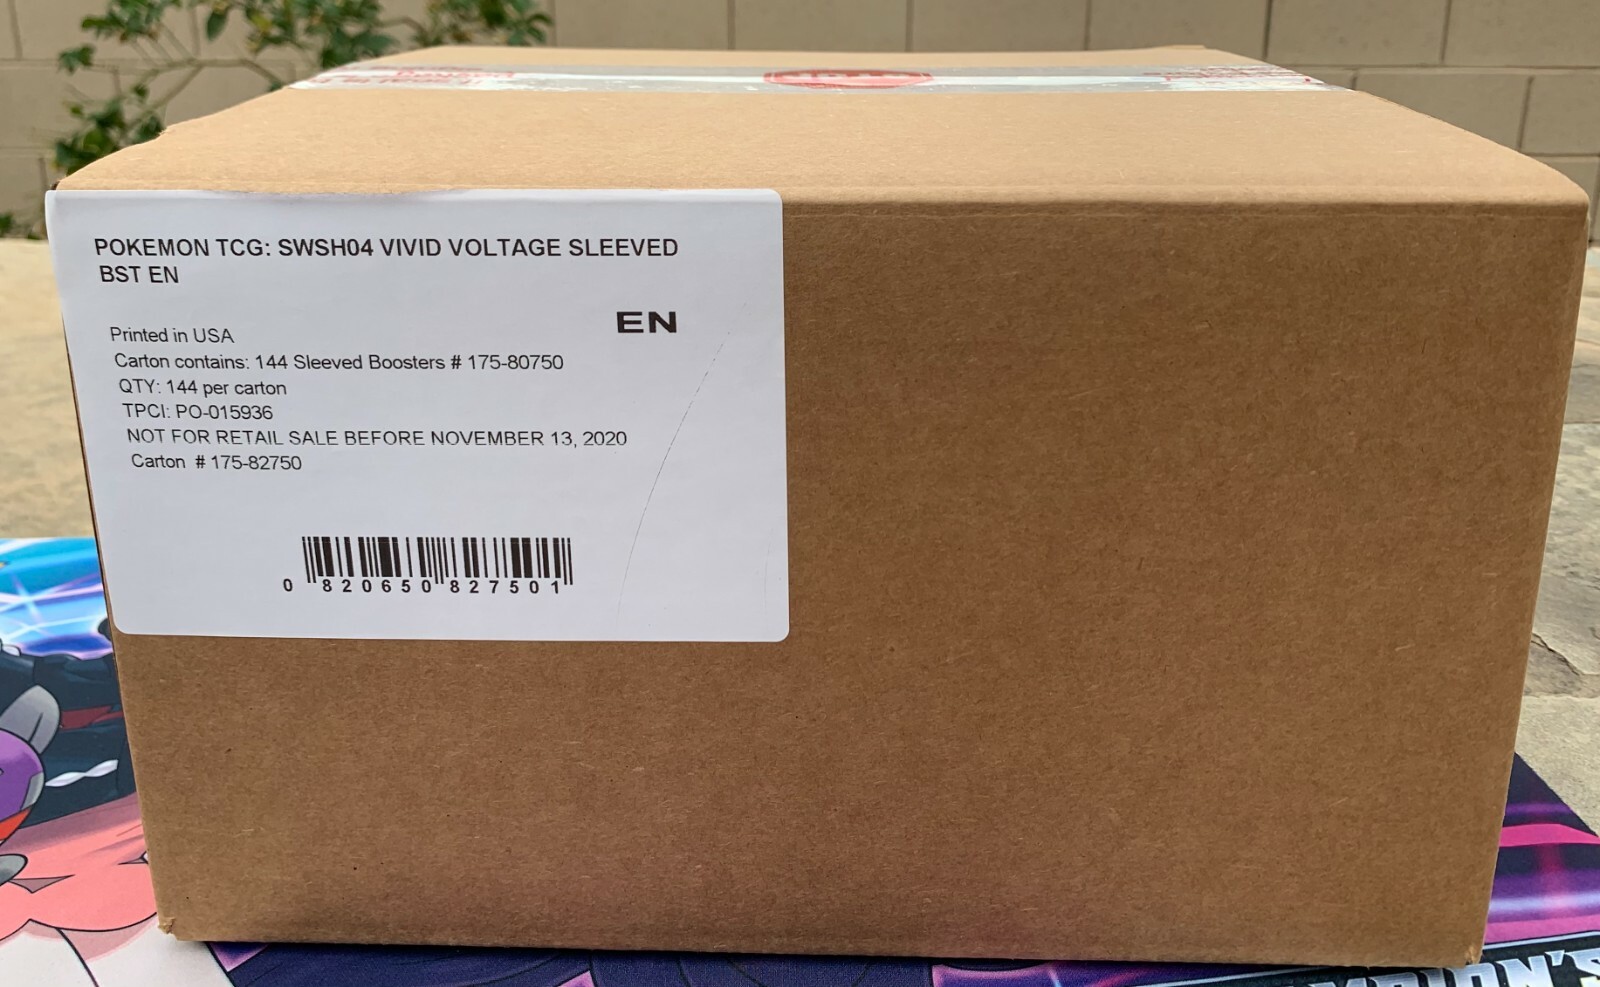 POKEMON TCG: SWSH04 VIVID VOLTAGE SLEEVED
BST EN
EN
Printed in USA
Carton contains: 144 Sleeved Boosters # 175-80750
QTY: 144 per carton
TPCI: PO-015936
NOT FOR RETAIL SALE BEFORE NOVEMBER 13, 2020
Carton # 175-82750
0 820650 827501